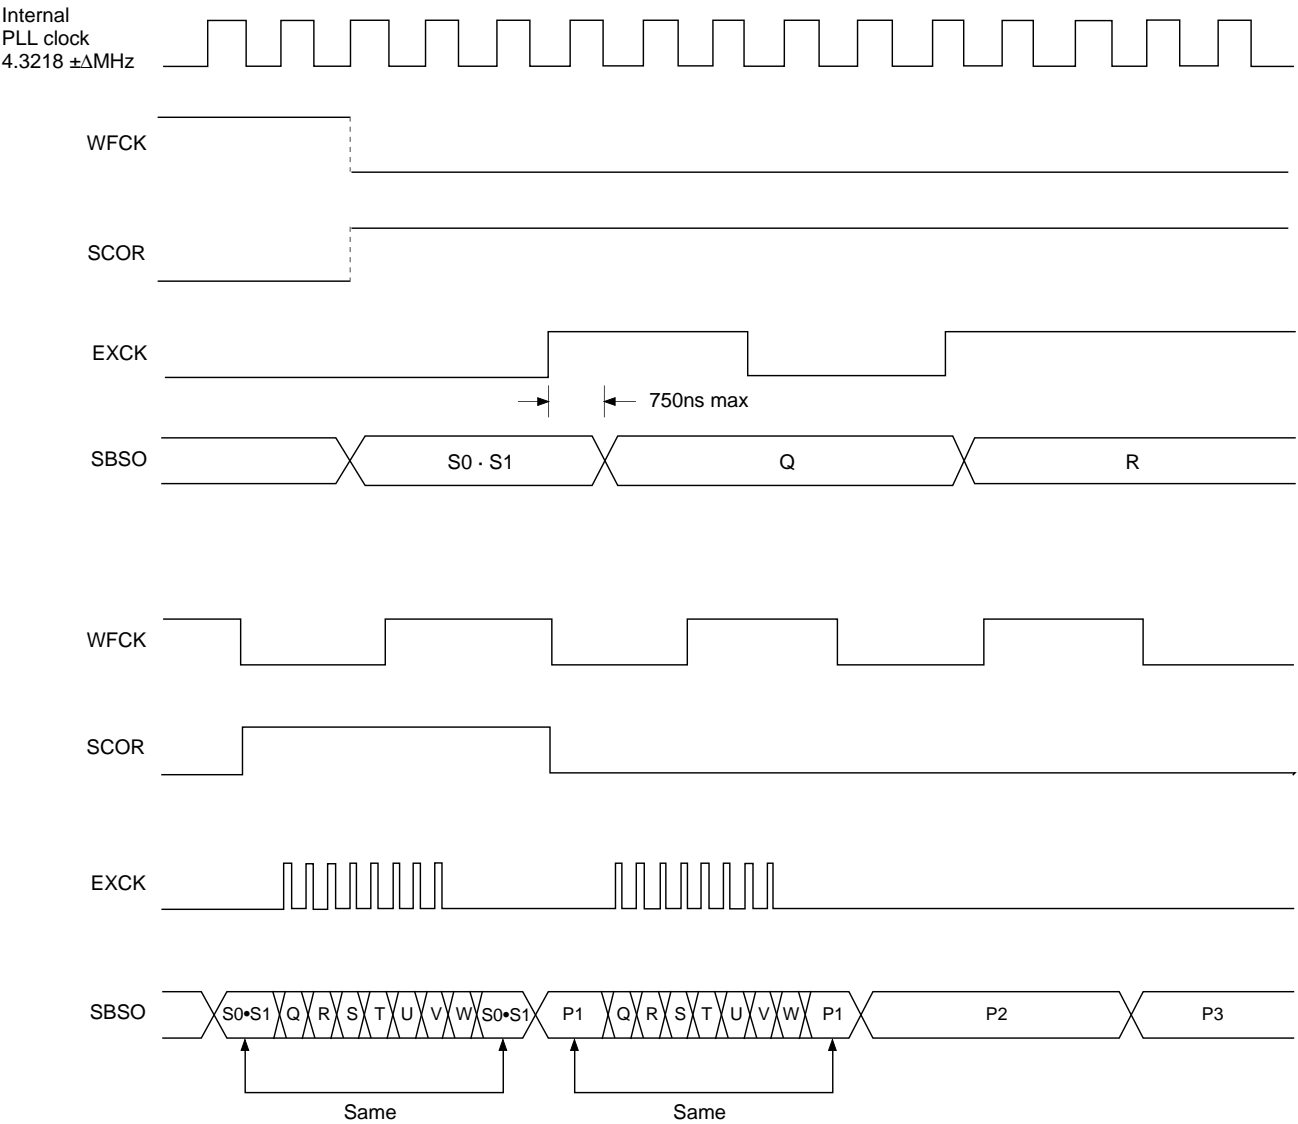 Internal
PLL clock
4.3218 ±∆MHz
WFCK
SCOR
EXCK
750ns max
SBSO
S0 · S1
Q
R
WFCK
SCOR
EXCK
SBSO
S0•S1 Q R S T U V W S0•S1 P1 Q R S T U V W P1 P2 P3
Same
Same